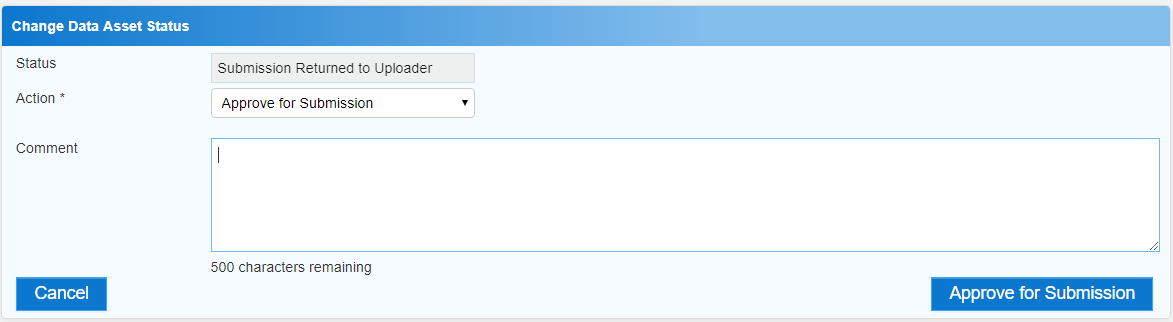 Change Data Asset Status
Status
Submission Returned to Uploader
Action *
Approve for Submission
Comment
500 characters remaining
Cancel
Approve for Submission